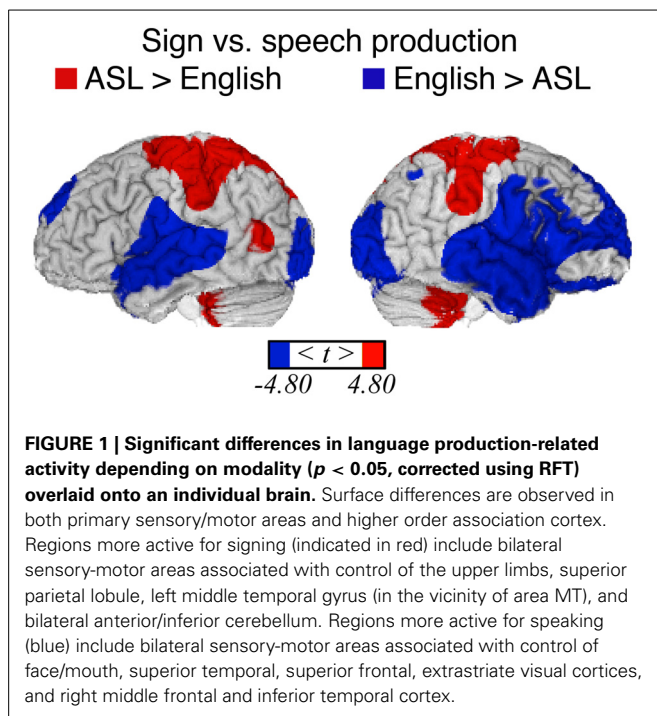 Sign vs. speech production
ASL > English English > ASL
< t >
-4.80 4.80
FIGURE 1 | Significant differences in language production-related
activity depending on modality (p < 0.05, corrected using RFT)
overlaid onto an individual brain. Surface differences are observed in
both primary sensory/motor areas and higher order association cortex.
Regions more active for signing (indicated in red) include bilateral
sensory-motor areas associated with control of the upper limbs, superior
parietal lobule, left middle temporal gyrus (in the vicinity of area MT), and
bilateral anterior/inferior cerebellum. Regions more active for speaking
(blue) include bilateral sensory-motor areas associated with control of
face/mouth, superior temporal, superior frontal, extrastriate visual cortices,
and right middle frontal and inferior temporal cortex.